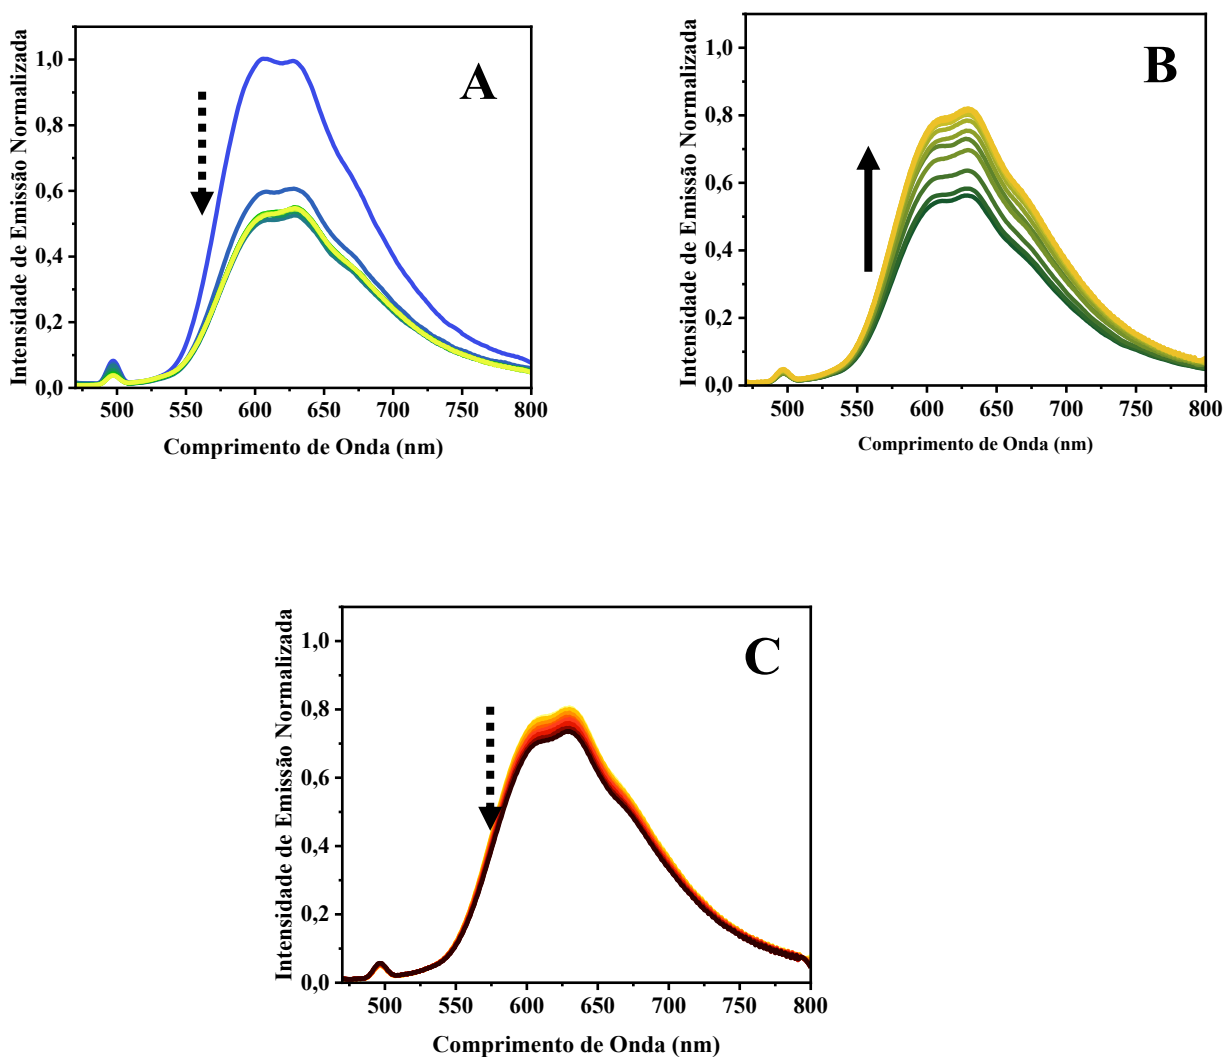 Intensidade de Emissão Normalizada
1,0
0,8
0,6
0,4
0,2
0,0
A
500 550 600 650 700 750 800
Comprimento de Onda (nm)
Intensidade de Emissão Normalizada
1,0
0,8
0,6
0,4
0,2
0,0
B
500 550 600 650 700 750 800
Comprimento de Onda (nm)
Intensidade de Emissão Normalizada
1,0
0,8
0,6
0,4
0,2
0,0
C
500 550 600 650 700 750 800
Comprimento de Onda (nm)